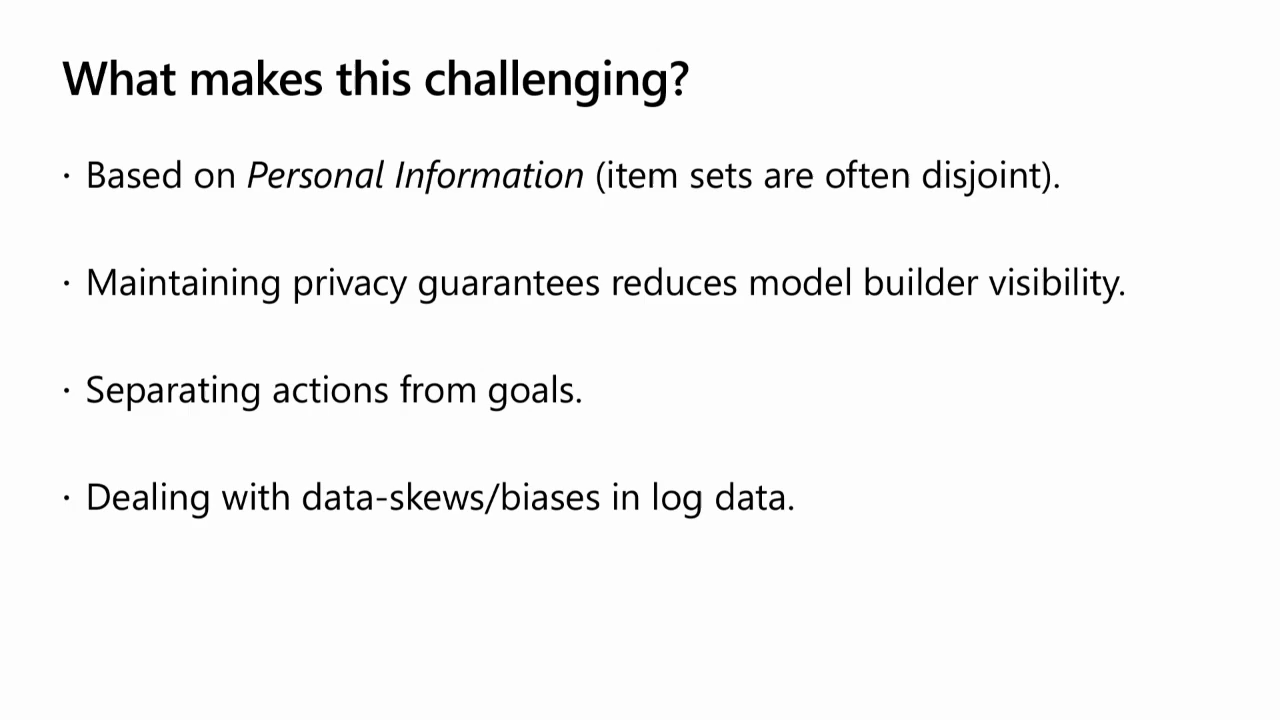 What makes this challenging?
· Based on Personal Information (item sets are often disjoint).
· Maintaining privacy guarantees reduces model builder visibility.
· Separating actions from goals.
· Dealing with data-skews/biases in log data.